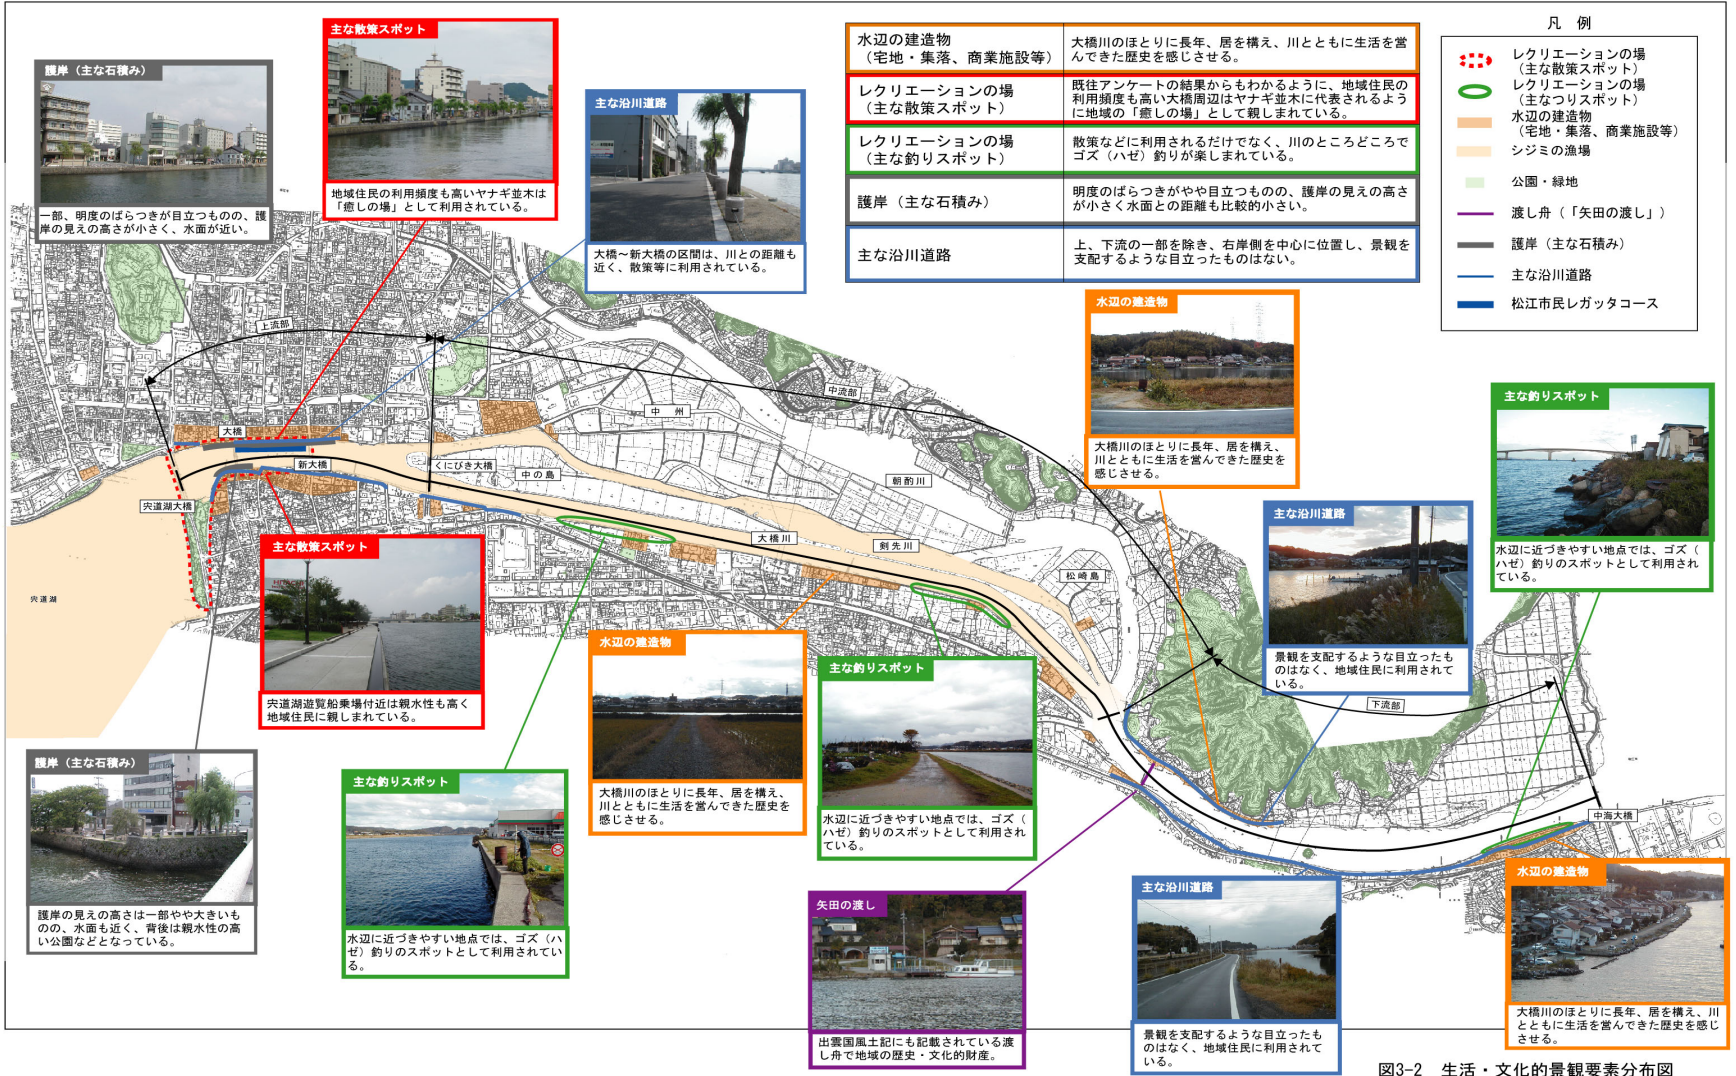 護岸（主な石積み）
一部、明度のばらつきが目立つものの、護
岸の見えの高さが小さく、水面が近い。
主な散策スポット
地域住民の利用頻度も高いヤナギ並木は
「癒しの場」として利用されている。
主な沿川道路
大橋～新大橋の区間は、川との距離も
近く、散策等に利用されている。
水辺の建造物
（宅地・集落、商業施設等）
大橋川のほとりに長年、居を構え、川とともに生活を営
んできた歴史を感じさせる。
レクリエーションの場
（主な散策スポット）
既往アンケートの結果からもわかるように、地域住民の
利用頻度も高い大橋周辺はヤナギ並木に代表されるよう
に地域の「癒しの場」として親しまれている。
レクリエーションの場
（主な釣りスポット）
散策などに利用されるだけでなく、川のところどころで
ゴズ（ハゼ）釣りが楽しまれている。
護岸（主な石積み）
明度のばらつきがやや目立つものの、護岸の見えの高さ
が小さく水面との距離も比較的小さい。
主な沿川道路
上、下流の一部を除き、右岸側を中心に位置し、景観を
支配するような目立ったものはない。
凡 例
レクリエーションの場
（主な散策スポット）
レクリエーションの場
（主なつりスポット）
水辺の建造物
（宅地・集落、商業施設等）
シジミの漁場
公園・緑地
渡し舟（「矢田の渡し」）
護岸（主な石積み）
主な沿川道路
松江市民レガッタコース
水辺の建造物
大橋川のほとりに長年、居を構え、
川とともに生活を営んできた歴史を
感じさせる。
主な釣りスポット
水辺に近づきやすい地点では、ゴズ（
ハゼ）釣りのスポットとして利用され
ている。
主な沿川道路
景観を支配するような目立ったも
のはなく、地域住民に利用されて
いる。
上流部
中流部
下流部
大橋
新大橋
くにびき大橋
宍道湖大橋
中の島
中 州
朝酌川
大橋川
剣先川
松崎島
中海大橋
宍道湖
主な散策スポット
宍道湖遊覧船乗場付近は親水性も高く
地域住民に親しまれている。
水辺の建造物
大橋川のほとりに長年、居を構え、
川とともに生活を営んできた歴史を
感じさせる。
主な釣りスポット
水辺に近づきやすい地点では、ゴズ（
ハゼ）釣りのスポットとして利用され
ている。
護岸（主な石積み）
護岸の見えの高さは一部やや大きいも
のの、水面も近く、背後は親水性の高
い公園などとなっている。
主な釣りスポット
水辺に近づきやすい地点では、ゴズ（ハ
ゼ）釣りのスポットとして利用されてい
る。
矢田の渡し
出雲国風土記にも記載されている渡
し舟で地域の歴史・文化的財産。
主な沿川道路
景観を支配するような目立ったも
のはなく、地域住民に利用されて
いる。
水辺の建造物
大橋川のほとりに長年、居を構え、川
とともに生活を営んできた歴史を感じ
させる。
図3-2 生活・文化的景観要素分布図